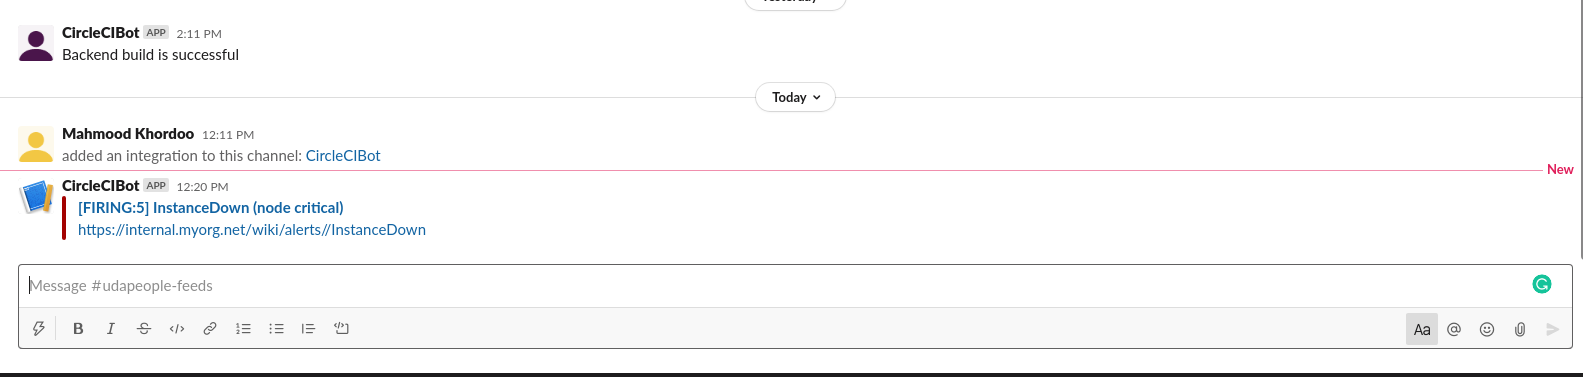 Yesterday
CircleCIBot APP 2:11 PM
Backend build is successful
Today
Mahmood Khordoo 12:11 PM
added an integration to this channel: CircleCIBot
New
CircleCIBot APP 12:20 PM
[FIRING:5] InstanceDown (node critical)
https://internal.myorg.net/wiki/alerts//InstanceDown
Message #udapeople-feeds
B I S </> Aa @